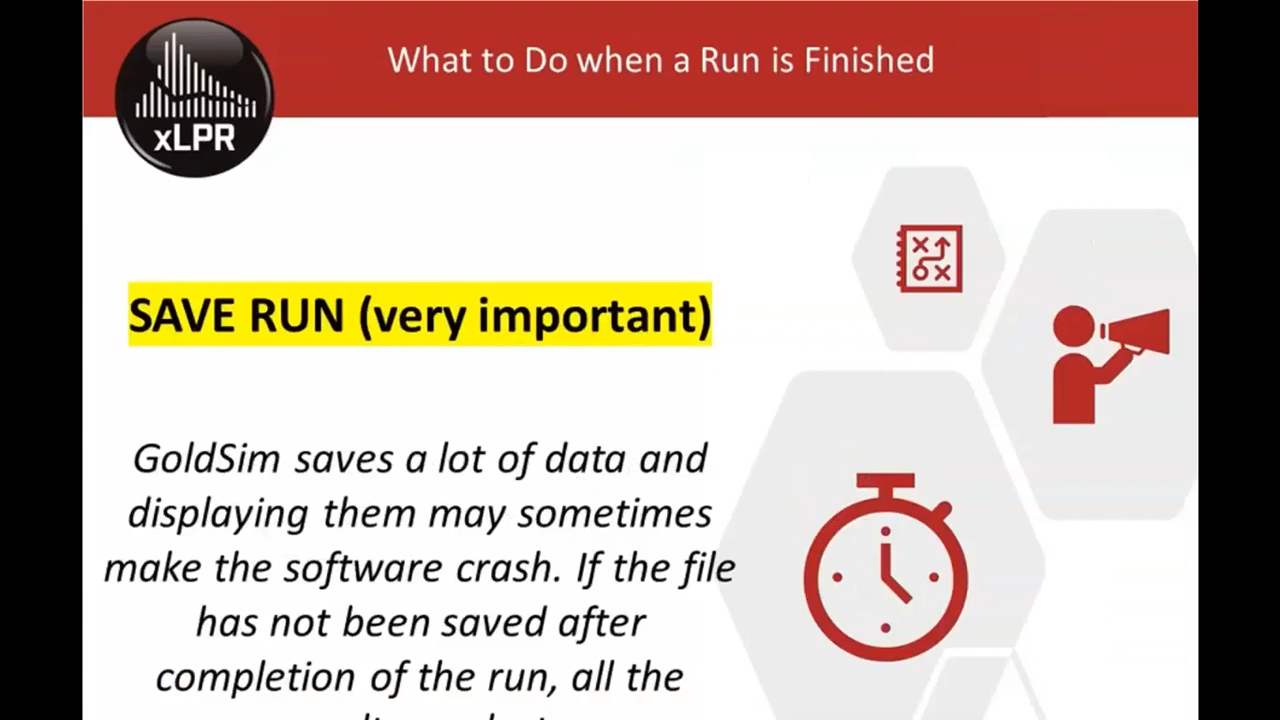 What to Do when a Run is Finished
xLPR
SAVE RUN (very important)
GoldSim saves a lot of data and
displaying them may sometimes
make the software crash. If the file
has not been saved after
completion of the run, all the